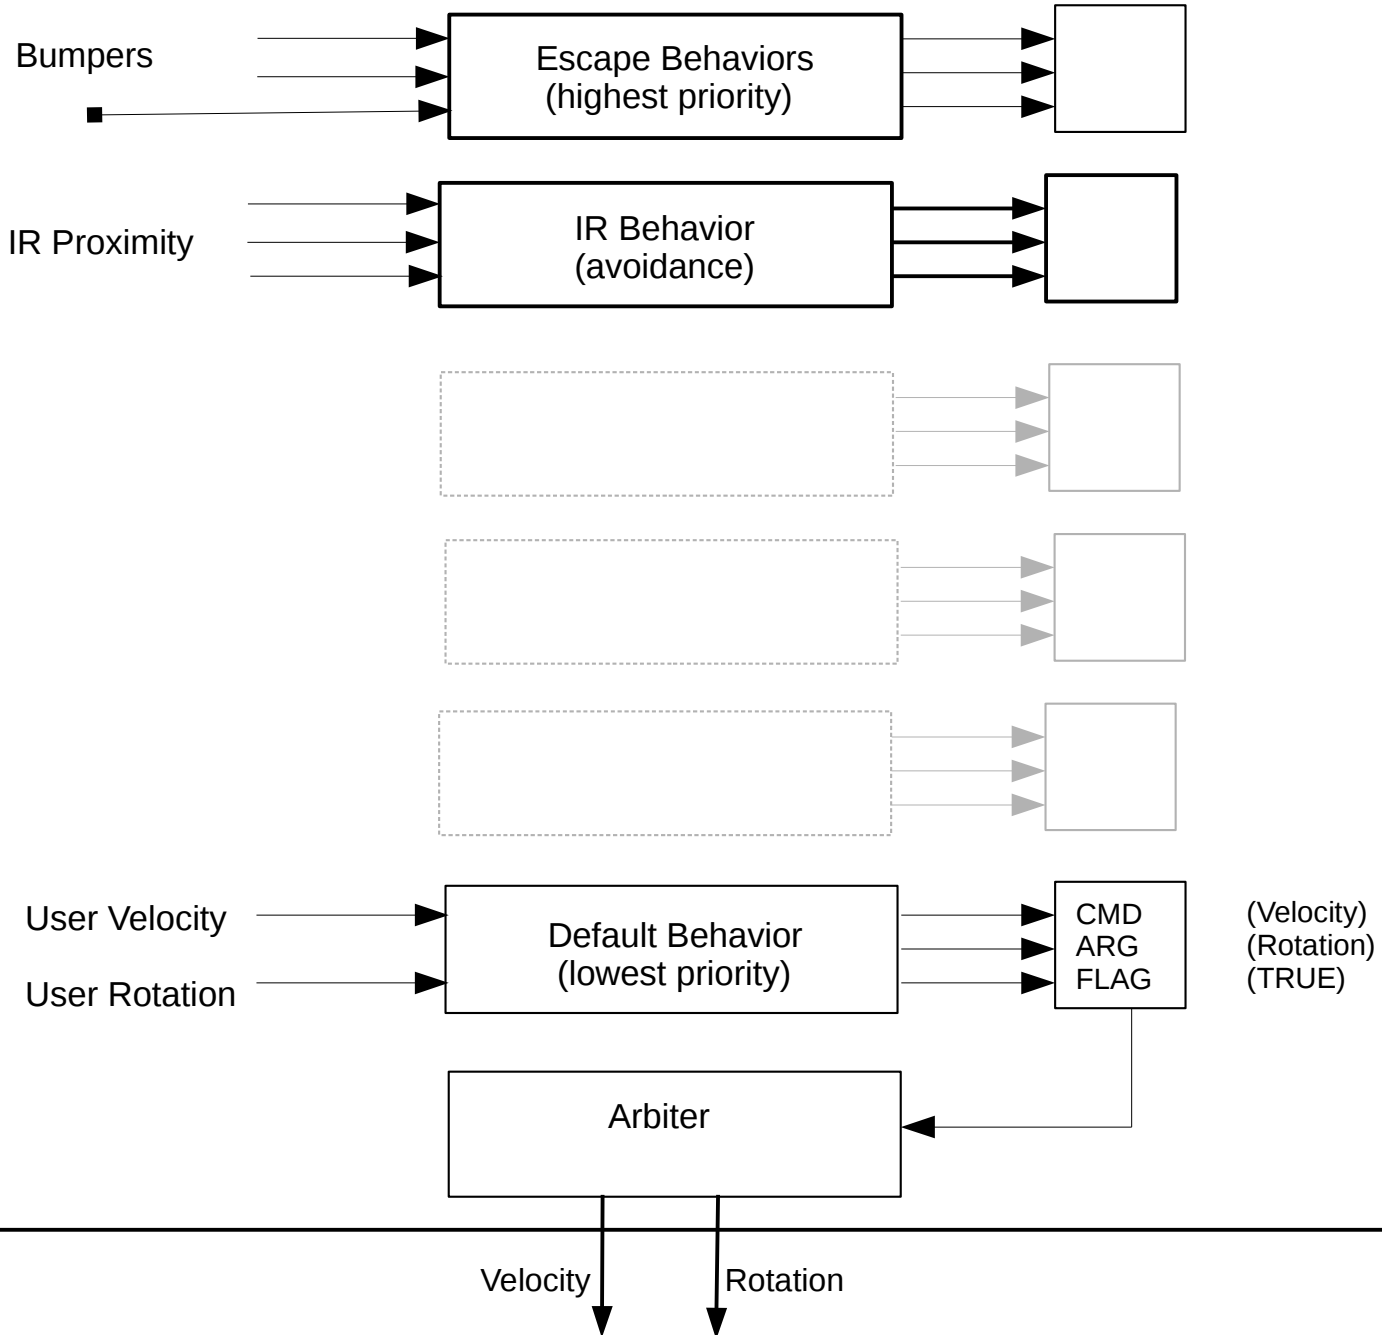 Bumpers
Escape Behaviors
(highest priority)
IR Proximity
IR Behavior
(avoidance)
User Velocity
User Rotation
Default Behavior
(lowest priority)
CMD
ARG
FLAG
(Velocity)
(Rotation)
(TRUE)
Arbiter
Velocity
Rotation